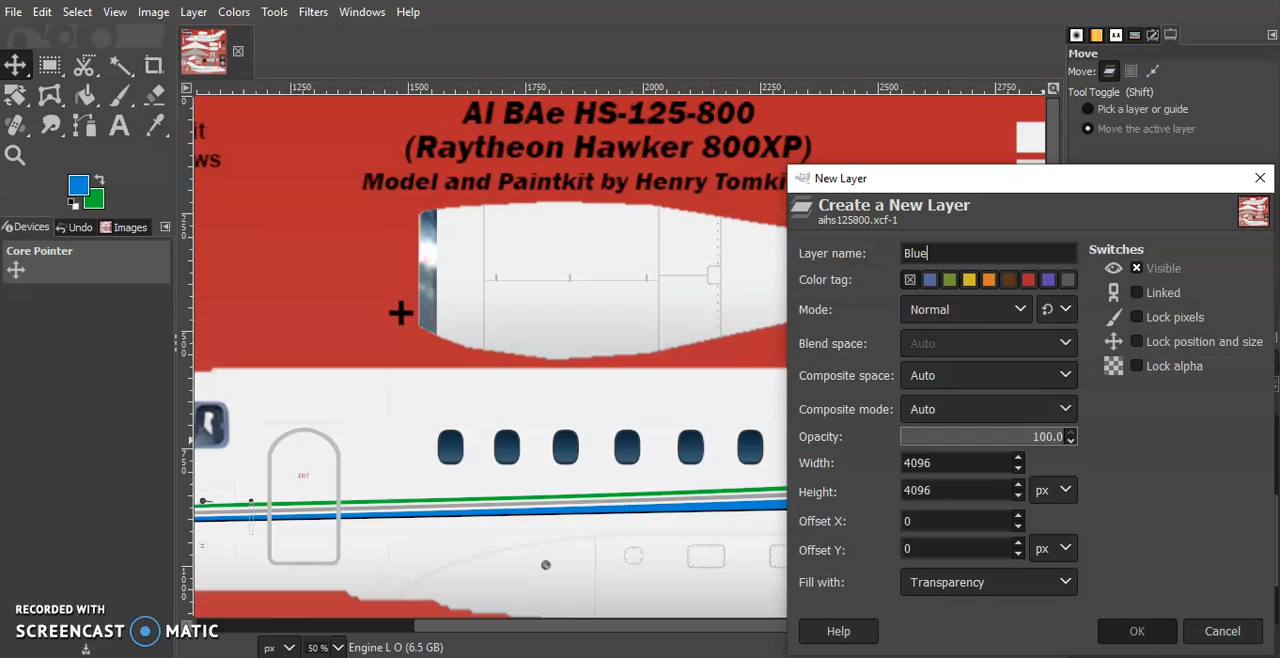 File Edit Select View Image Layer Colors Tools Filters Windows Help
1250 1500 1750 2000 2250 2500 2750
Move
Move:
Tool Toggle (Shift)
Pick a layer or guide
Move the active layer
Devices Undo Images
Core Pointer
AI BAe HS-125-800
(Raytheon Hawker 800XP)
Model and Paintkit by Henry Tomki
it
ws
EXIT
New Layer
Create a New Layer
aihs125800.xcf-1
Layer name: Blue
Color tag:
Mode: Normal
Blend space: Auto
Composite space: Auto
Composite mode: Auto
Opacity: 100.0
Width: 4096
Height: 4096 px
Offset X: 0
Offset Y: 0 px
Fill with: Transparency
Switches
Visible
Linked
Lock pixels
Lock position and size
Lock alpha
Help OK Cancel
RECORDED WITH
SCREENCAST MATIC
px 50 % Engine L O (6.5 GB)